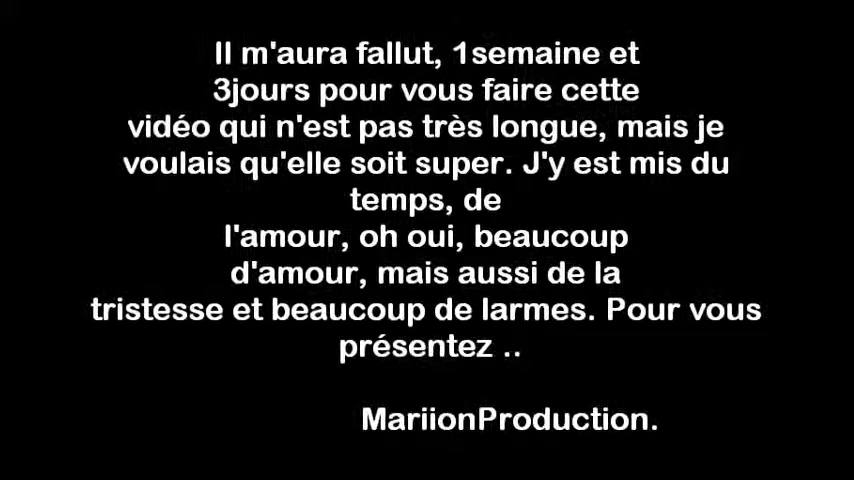 Il m'aura fallut, 1semaine et
3jours pour vous faire cette
vidéo qui n'est pas très longue, mais je
voulais qu'elle soit super. J'y est mis du
temps, de
l'amour, oh oui, beaucoup
d'amour, mais aussi de la
tristesse et beaucoup de larmes. Pour vous
présentez ..
MariionProduction.